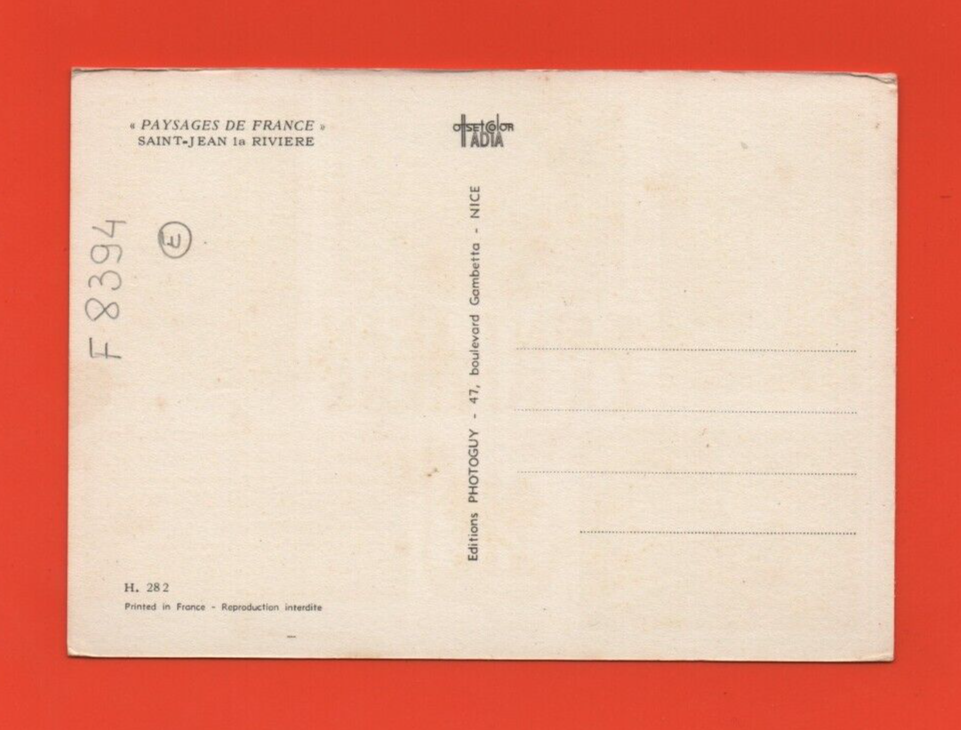 « PAYSAGES DE FRANCE »
SAINT-JEAN la RIVIERE
OffsetColor
ADIA
F 8394
E
Editions PHOTOGUY - 47, boulevard Gambetta - NICE
H. 282
Printed in France - Reproduction interdite